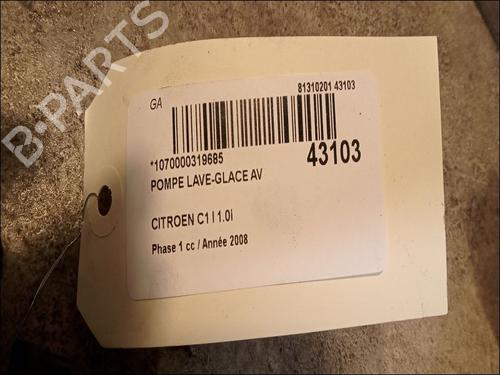 B-PARTS
GA
81310201 43103
*1070000319685
43103
POMPE LAVE-GLACE AV
CITROEN C1 I 1.0i
Phase 1 cc / Année 2008